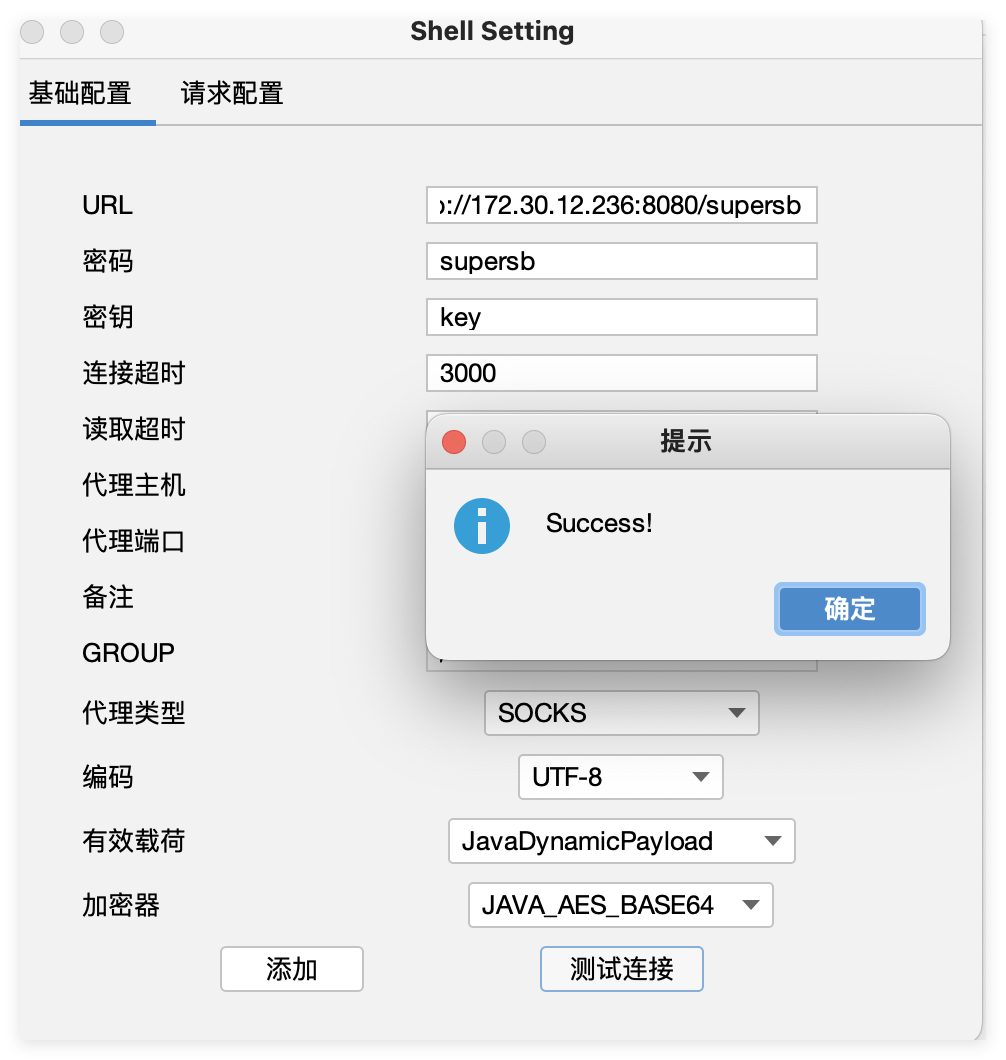 Shell Setting
基础配置 请求配置
URL ://172.30.12.236:8080/supersb
密码 supersb
密钥 key
连接超时 3000
读取超时
提示
代理主机
Success!
代理端口
备注
确定
GROUP
代理类型 SOCKS
编码 UTF-8
有效载荷 JavaDynamicPayload
加密器 JAVA_AES_BASE64
添加 测试连接